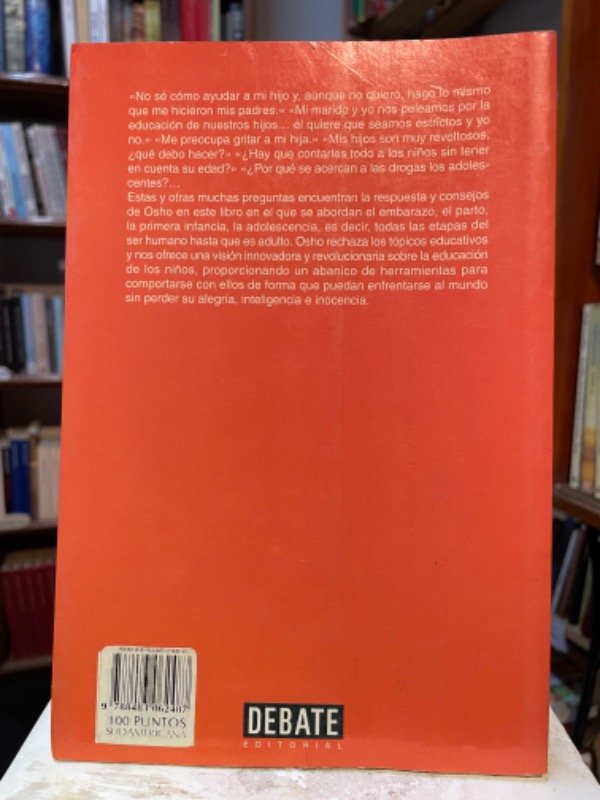 «No sé cómo ayudar a mi hijo y, aunque no quiero, hago lo mismo
que me hicieron mis padres.» «Mi marido y yo nos peleamos por la
educación de nuestros hijos... él quiere que seamos estrictos y yo
no.» «Me preocupa gritar a mi hija.» «Mis hijos son muy revoltosos,
¿qué debo hacer?» «¿Hay que contarles todo a los niños sin tener
en cuenta su edad?» «¿Por qué se acercan a las drogas los adoles-
centes?...
Estas y otras muchas preguntas encuentran la respuesta y consejos
de Osho en este libro en el que se abordan el embarazo, el parto,
la primera infancia, la adolescencia, es decir, todas las etapas del
ser humano hasta que es adulto. Osho rechaza los tópicos educativos
y nos ofrece una visión innovadora y revolucionaria sobre la educación
de los niños, proporcionando un abanico de herramientas para
comportarse con ellos de forma que puedan enfrentarse al mundo
sin perder su alegría, inteligencia e inocencia.
100 PUNTOS
SUDAMERICANA
DEBATE
EDITORIAL